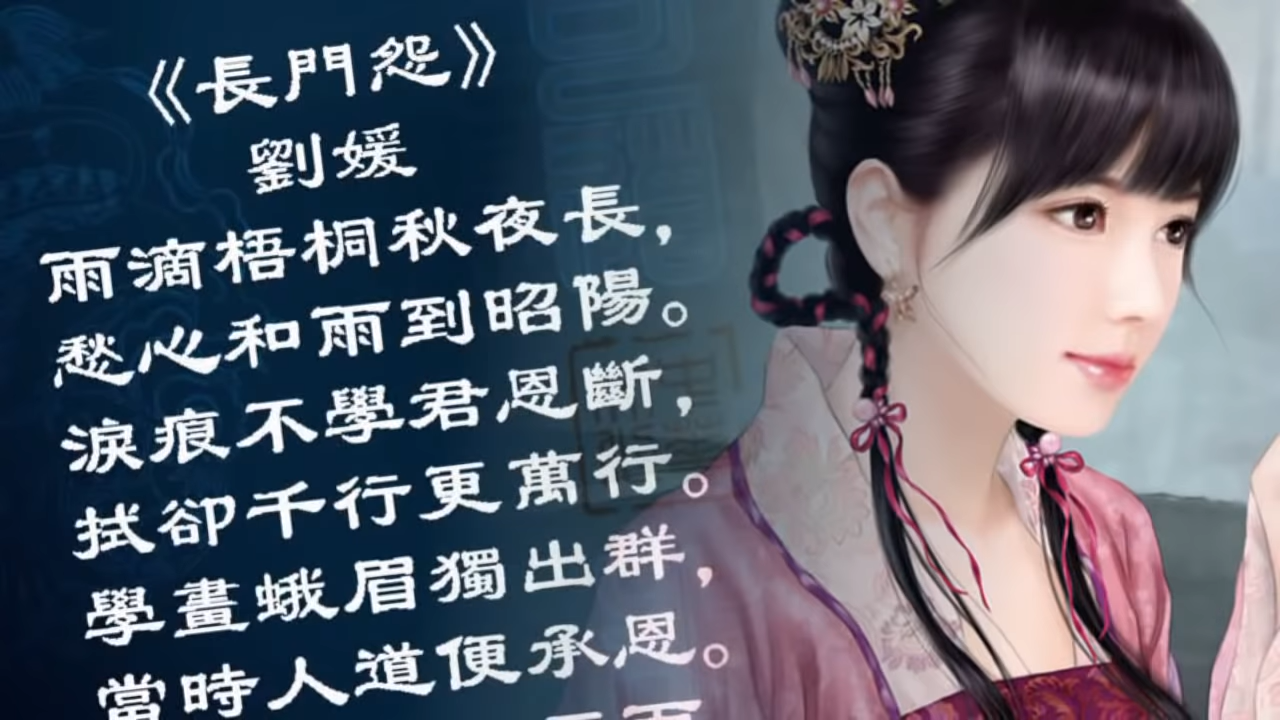 《長門怨》
劉媛
雨滴梧桐秋夜長，
愁心和雨到昭陽。
淚痕不學君恩斷，
拭卻千行更萬行。
學畫蛾眉獨出群，
當時人道便承恩。